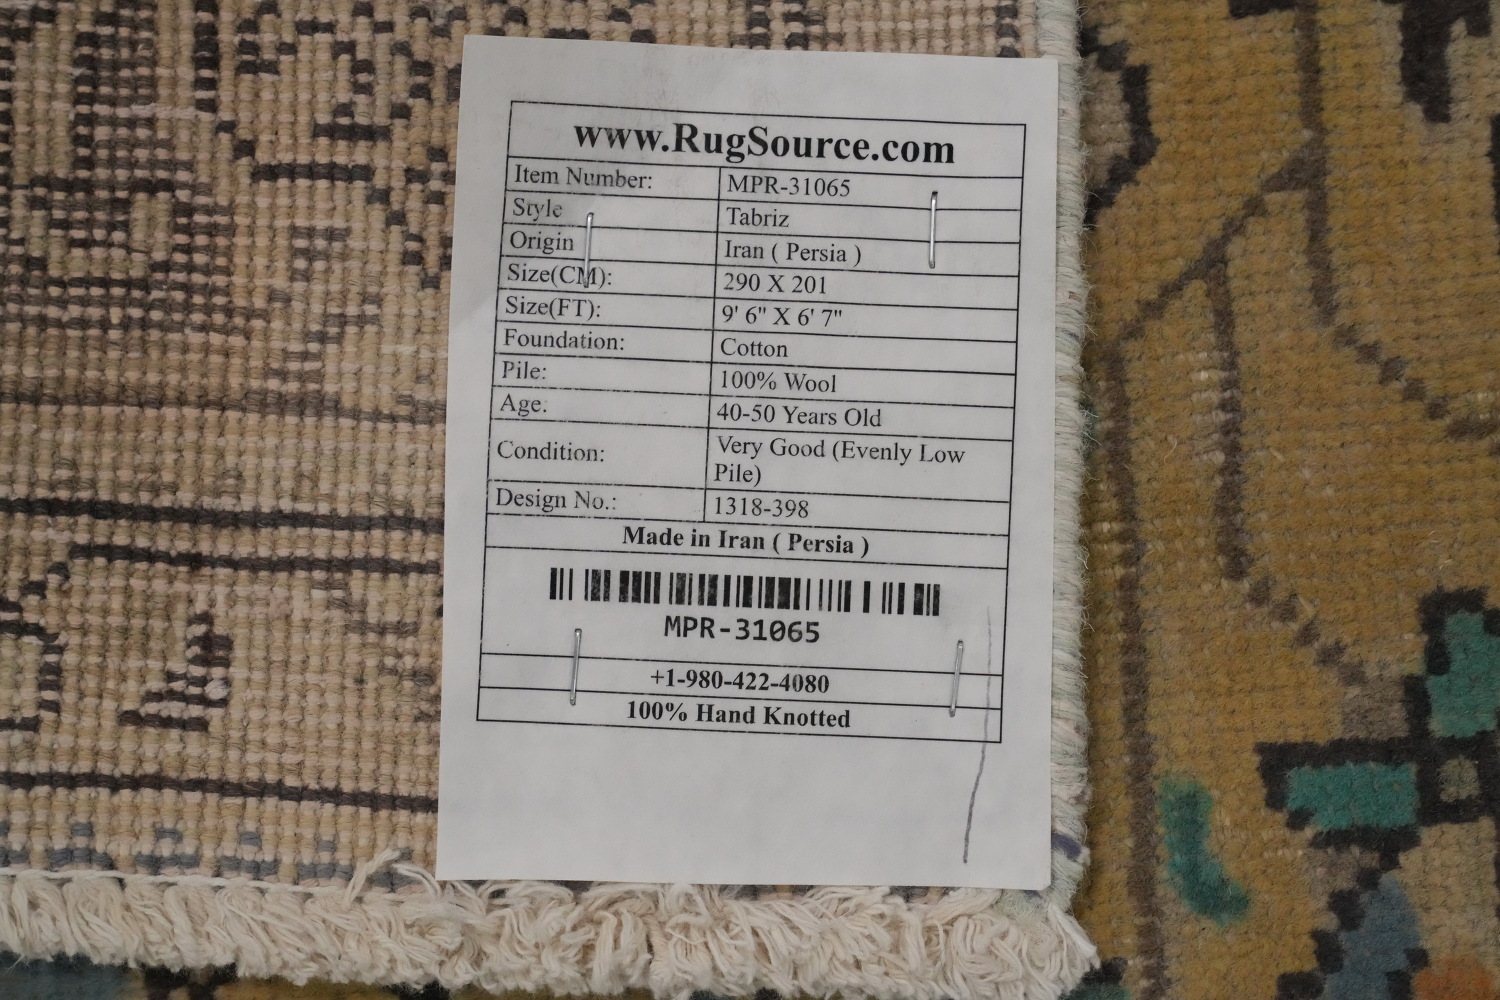 www.RugSource.com
Item Number: MPR-31065
Style Tabriz
Origin Iran ( Persia )
Size(CM): 290 X 201
Size(FT): 9' 6" X 6' 7"
Foundation: Cotton
Pile: 100% Wool
Age: 40-50 Years Old
Condition: Very Good (Evenly Low
Pile)
Design No.: 1318-398
Made in Iran ( Persia )
MPR-31065
+1-980-422-4080
100% Hand Knotted